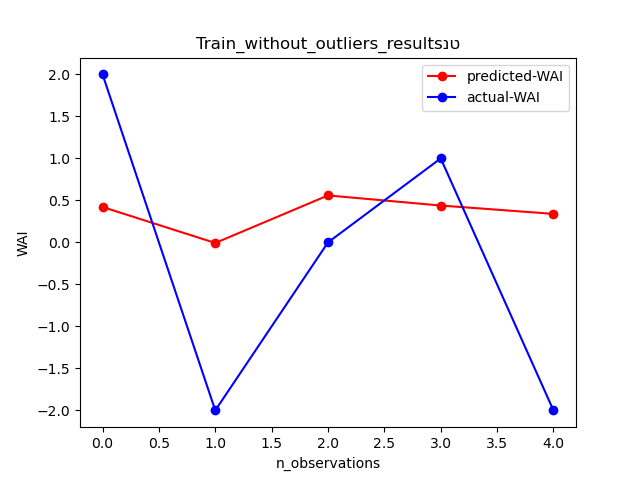 Train_without_outliers_resultsטנ
predicted-WAI
actual-WAI
2.0
1.5
1.0
0.5
0.0
−0.5
−1.0
−1.5
−2.0
WAI
0.0 0.5 1.0 1.5 2.0 2.5 3.0 3.5 4.0
n_observations